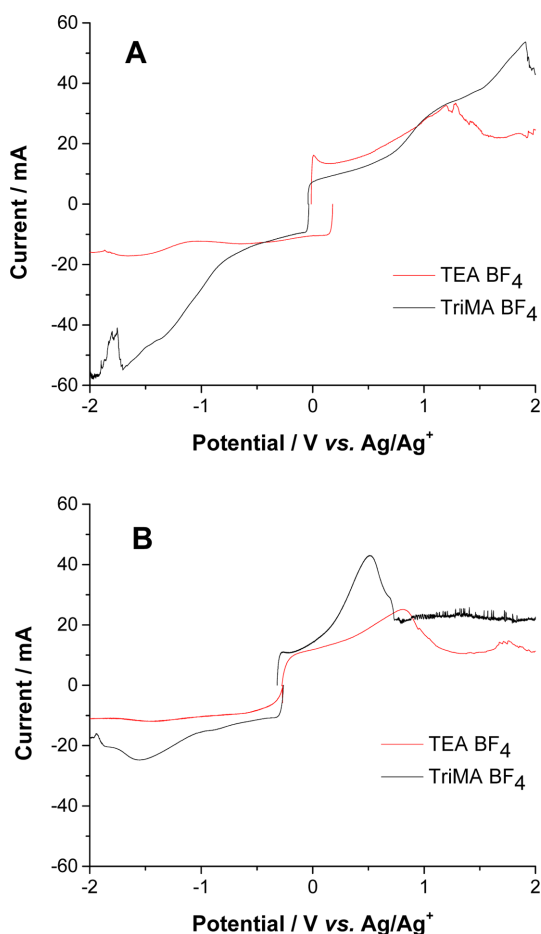 A
60
40
20
0
-20
-40
-60
Current / mA
TEA BF4
TriMA BF4
-2 -1 0 1 2
Potential / V vs. Ag/Ag+
B
60
40
20
0
-20
-40
-60
Current / mA
TEA BF4
TriMA BF4
-2 -1 0 1 2
Potential / V vs. Ag/Ag+